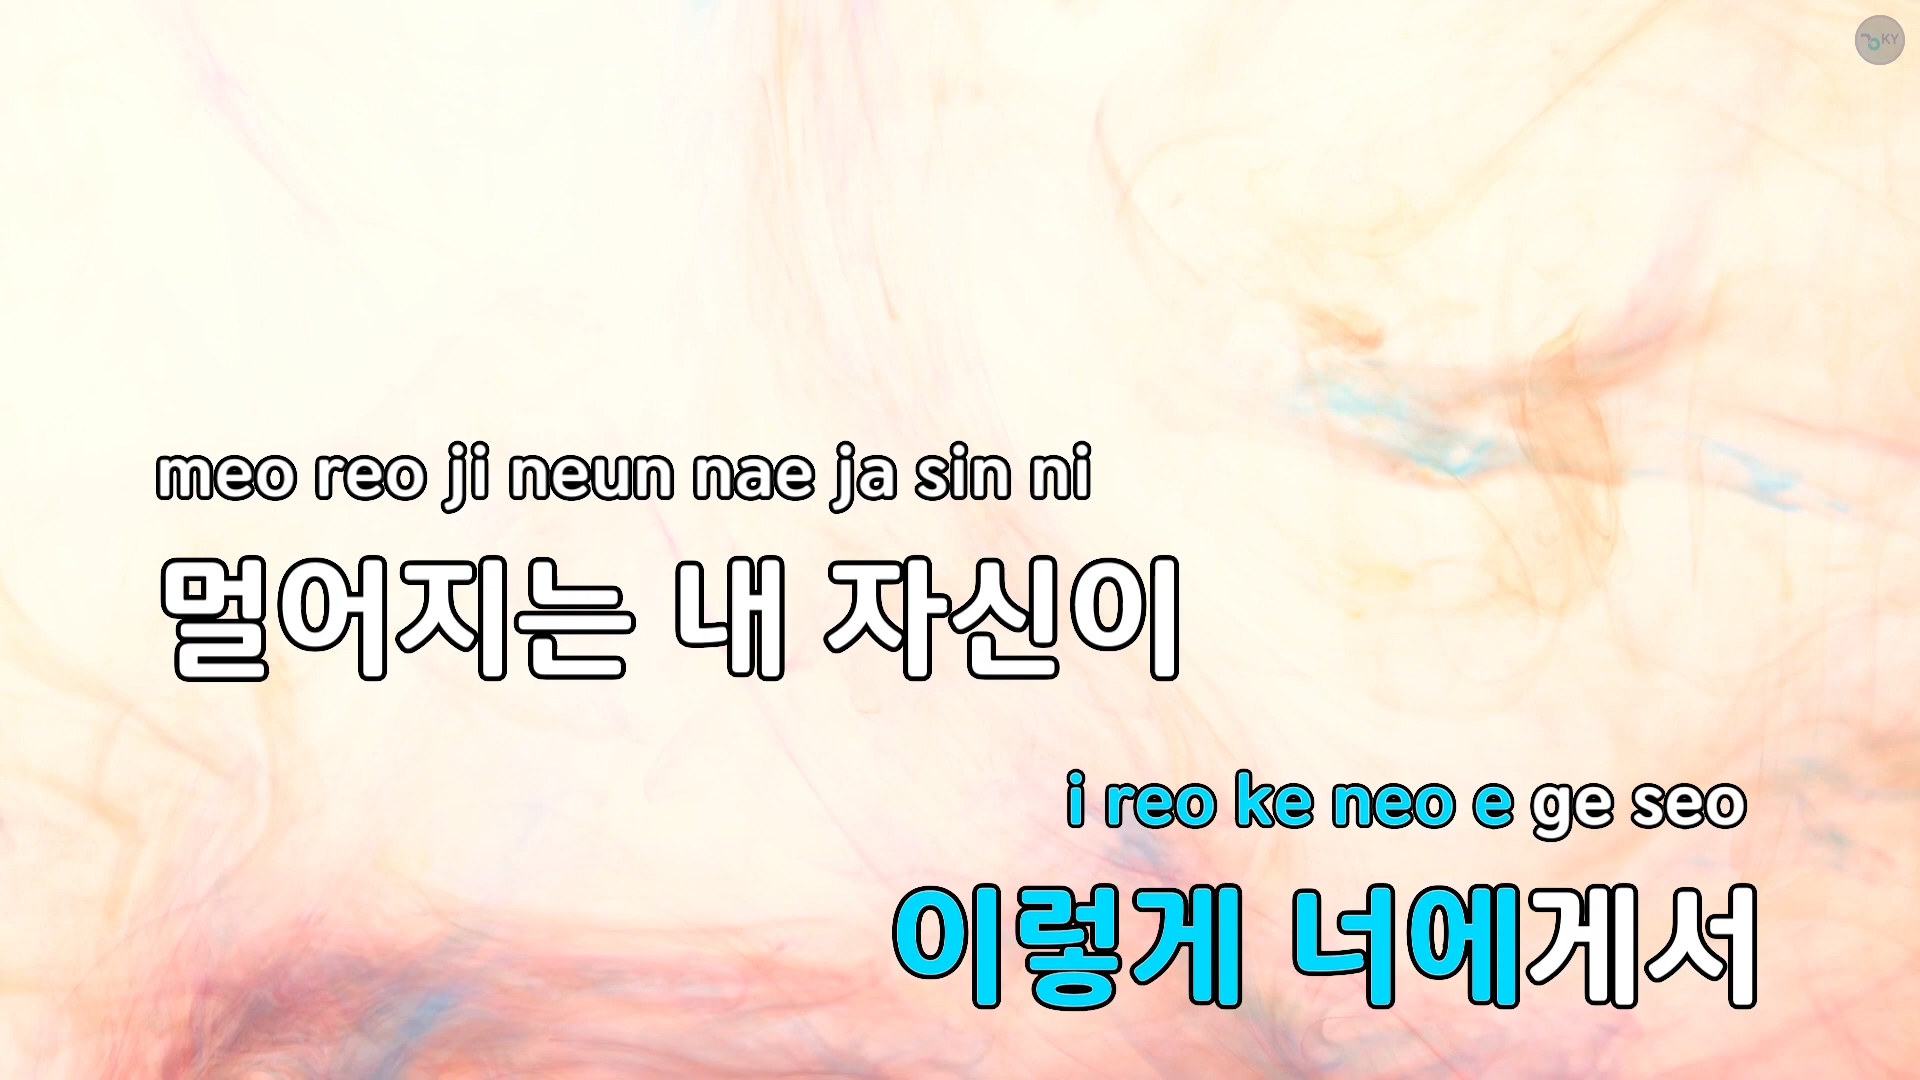 KY
meo reo ji neun nae ja sin ni
멀어지는 내 자신이
i reo ke neo e ge seo
이렇게 너에게서